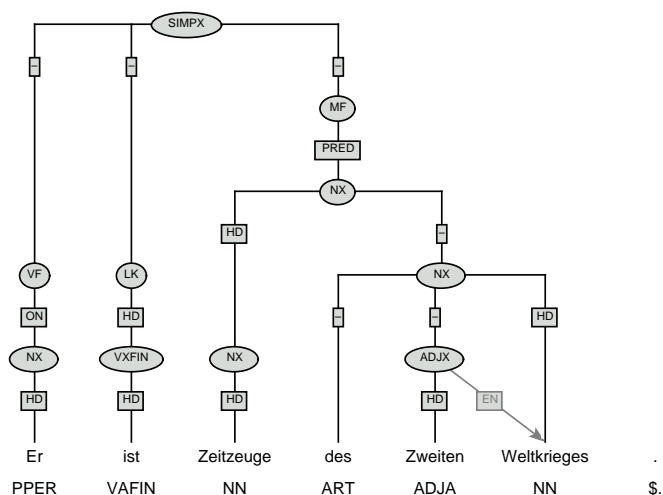 SIMPX
– – –
MF
PRED
NX
HD –
VF LK NX
ON HD – – HD
NX VXFIN NX ADJX
HD HD HD HD EN
Er ist Zeitzeuge des Zweiten Weltkrieges .
PPER VAFIN NN ART ADJA NN $.